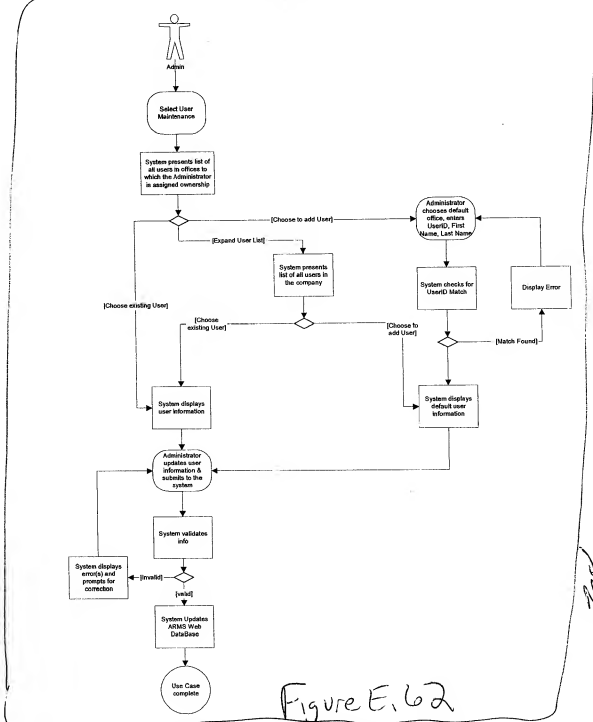 Admin
Select User
Maintenance
System presents list of
all users in offices to
which the Administrator
in assigned ownership
[Choose to add User]
Administrator
chooses default
office, enters
UserID, First
Name, Last Name
[Expand User List]
System presents
list of all users in
the company
System checks for
UserID Match
Display Error
[Choose existing User]
[Choose
existing User]
[Choose to
add User]
[Match Found]
System displays
user information
System displays
default user
information
Administrator
updates user
information &
submits to the
system
System validates
info
System displays
error(s) and
prompts for
correction
[invalid]
[valid]
System Updates
ARMS Web
DataBase
Use Case
complete
Figure E.62